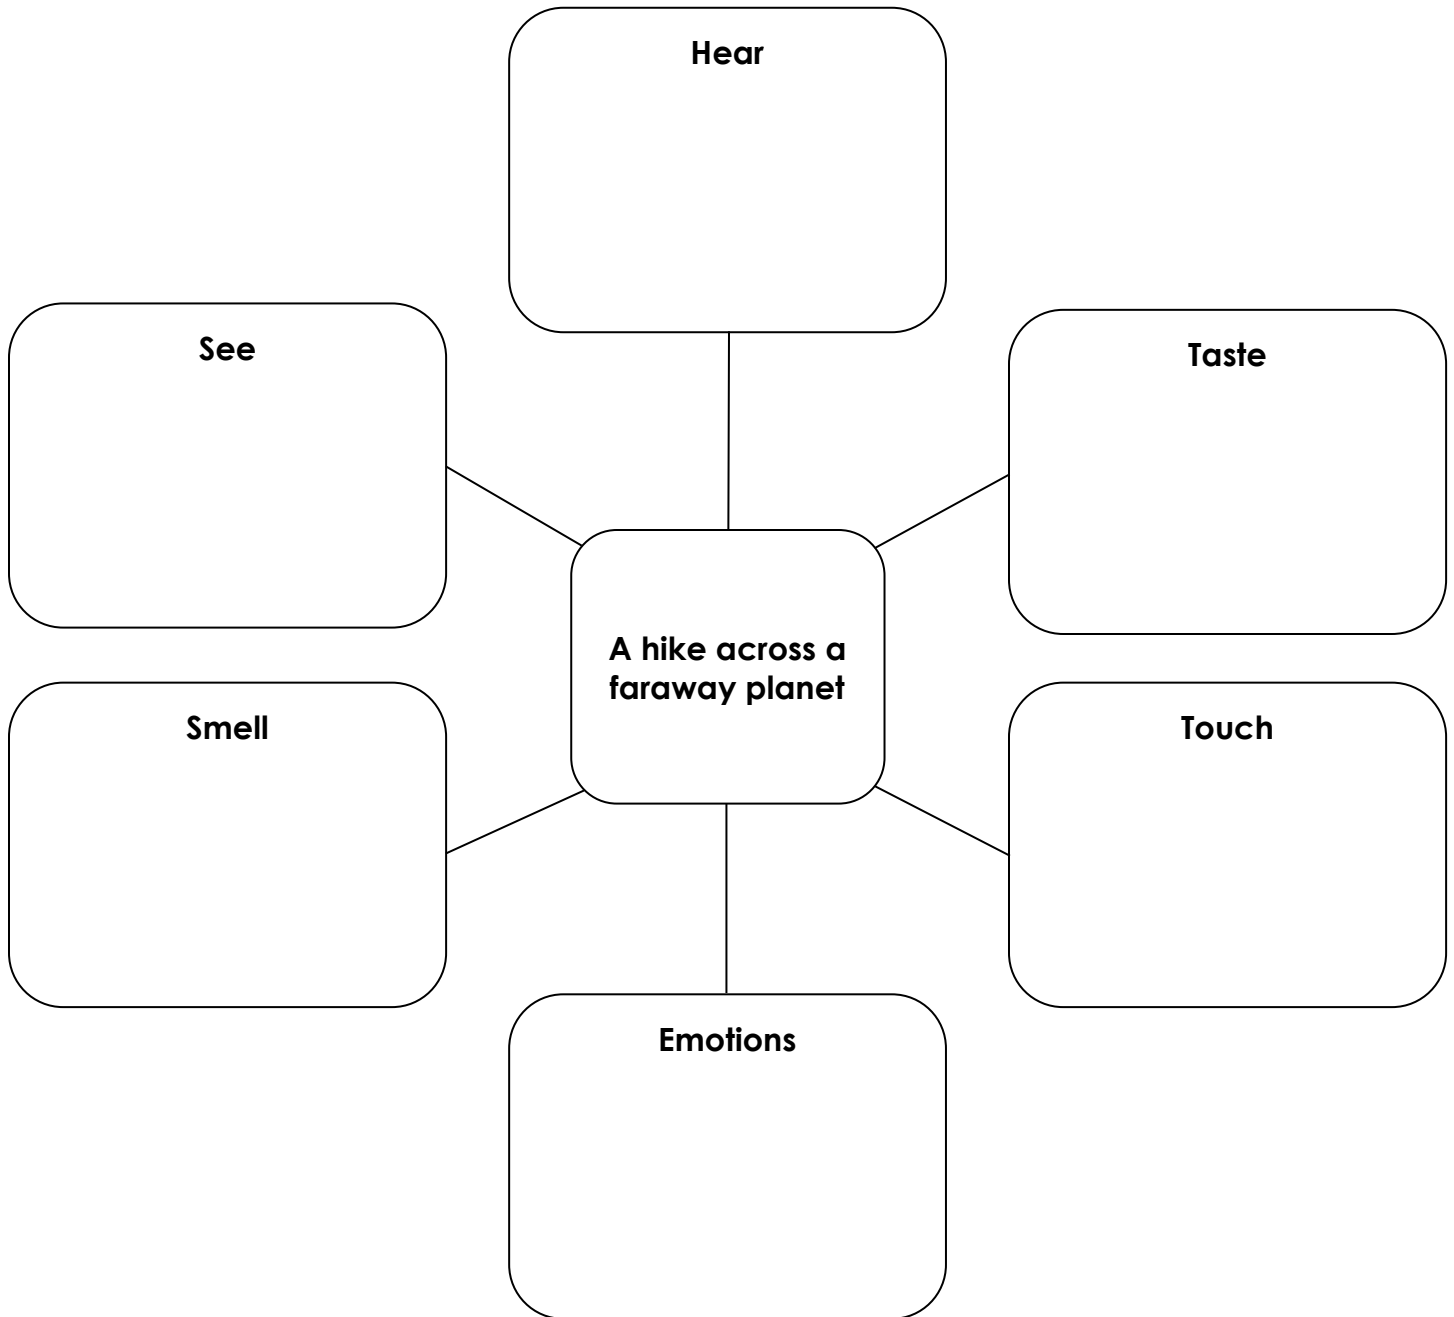 Hear
See
Taste
A hike across a
faraway planet
Smell
Touch
Emotions